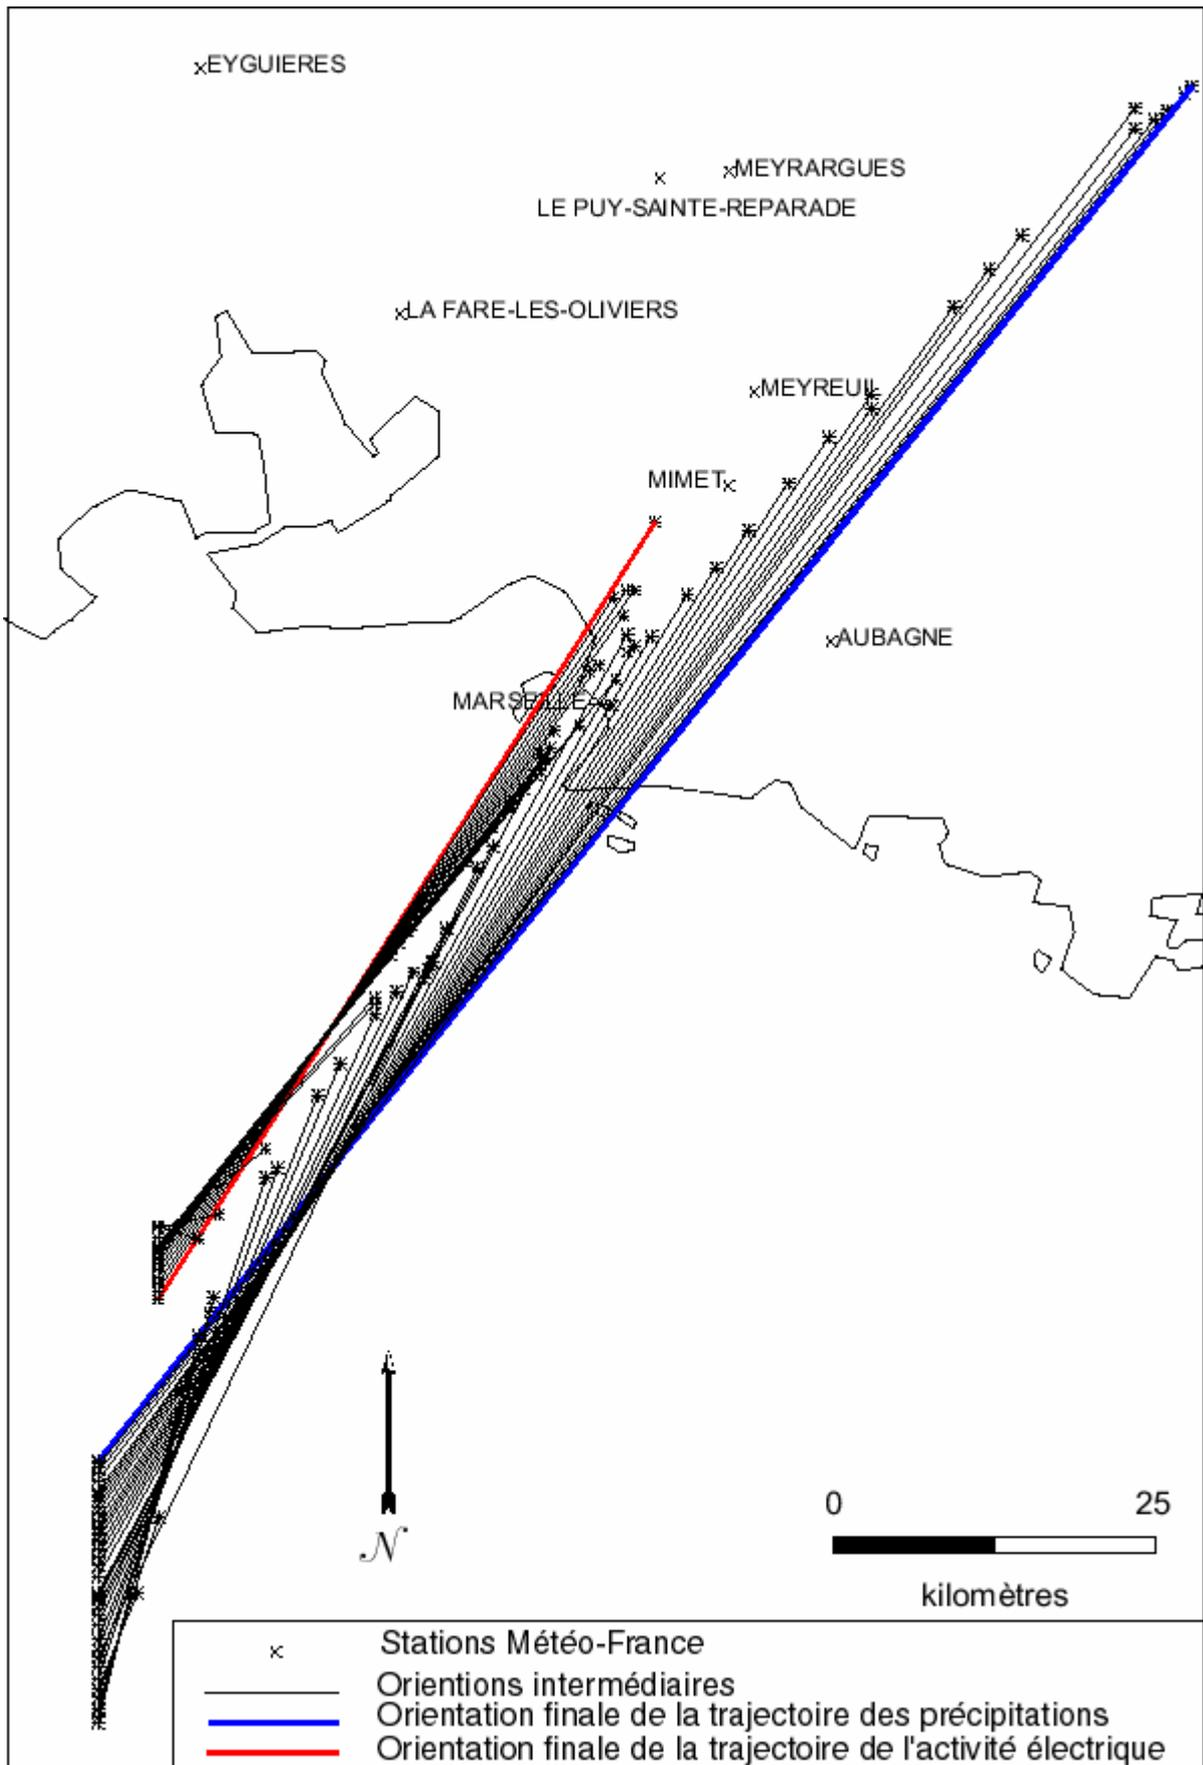 EYGUIERES
MEYRARGUES
LE PUY-SAINTE-REPARADE
LA FARE-LES-OLIVIERS
MEYREUIL
MIMET
AUBAGNE
MARSEILLE
N
0 25
kilomètres
Stations Météo-France
Orientions intermédiaires
Orientation finale de la trajectoire des précipitations
Orientation finale de la trajectoire de l'activité électrique